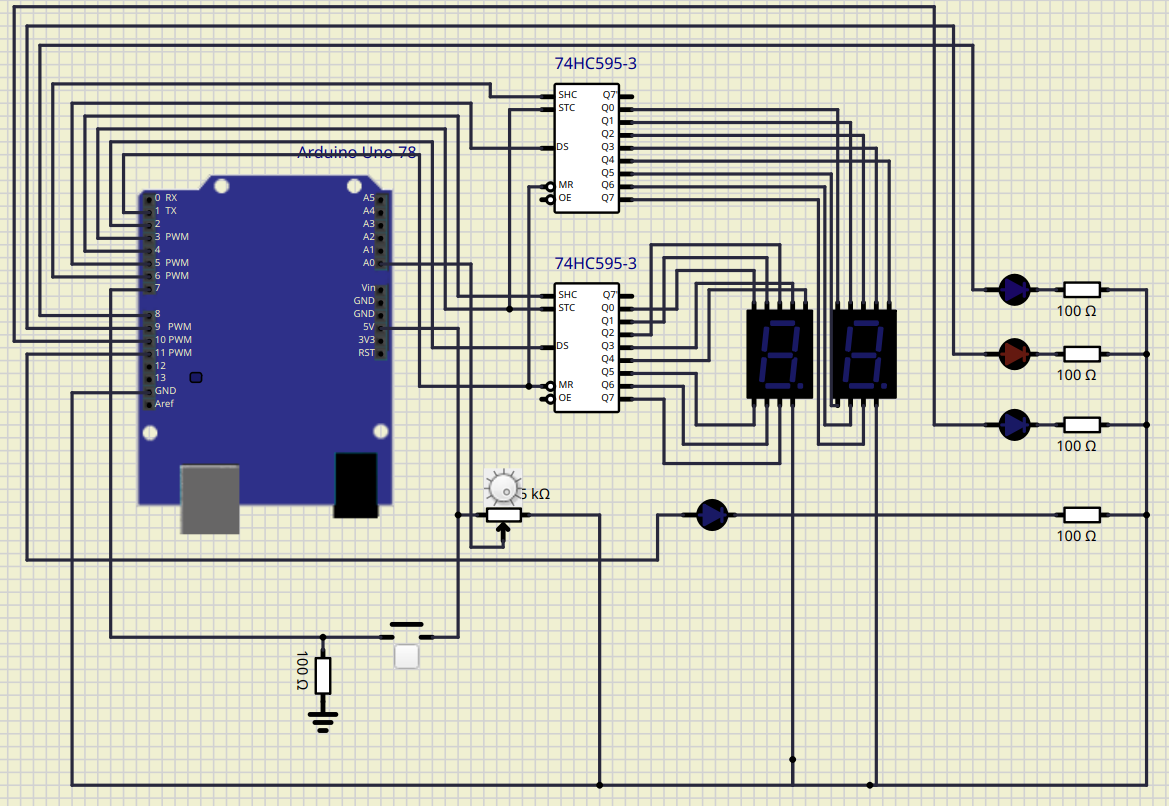 74HC595-3
SHC
STC
DS
MR
OE
Q7'
Q0
Q1
Q2
Q3
Q4
Q5
Q6
Q7
Arduino Uno-78
0 RX
1 TX
2
3 PWM
4
5 PWM
6 PWM
7
8
9 PWM
10 PWM
11 PWM
12
13
GND
Aref
A5
A4
A3
A2
A1
A0
Vin
GND
GND
5V
3V3
RST
74HC595-3
SHC
STC
DS
MR
OE
Q7'
Q0
Q1
Q2
Q3
Q4
Q5
Q6
Q7
100 Ω
100 Ω
100 Ω
5 kΩ
100 Ω
100 Ω